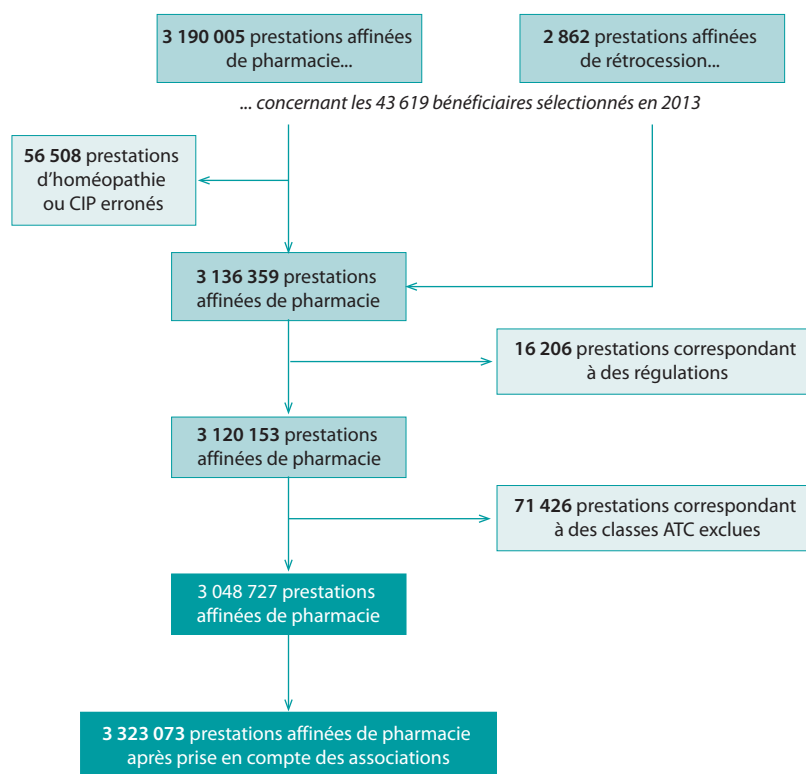 3 190 005 prestations affinées
de pharmacie...
2 862 prestations affinées
de rétrocession...
... concernant les 43 619 bénéficiaires sélectionnés en 2013
56 508 prestations
d'homéopathie
ou CIP erronés
3 136 359 prestations
affinées de pharmacie
16 206 prestations correspondant
à des régulations
3 120 153 prestations
affinées de pharmacie
71 426 prestations correspondant
à des classes ATC exclues
3 048 727 prestations
affinées de pharmacie
3 323 073 prestations affinées de pharmacie
après prise en compte des associations